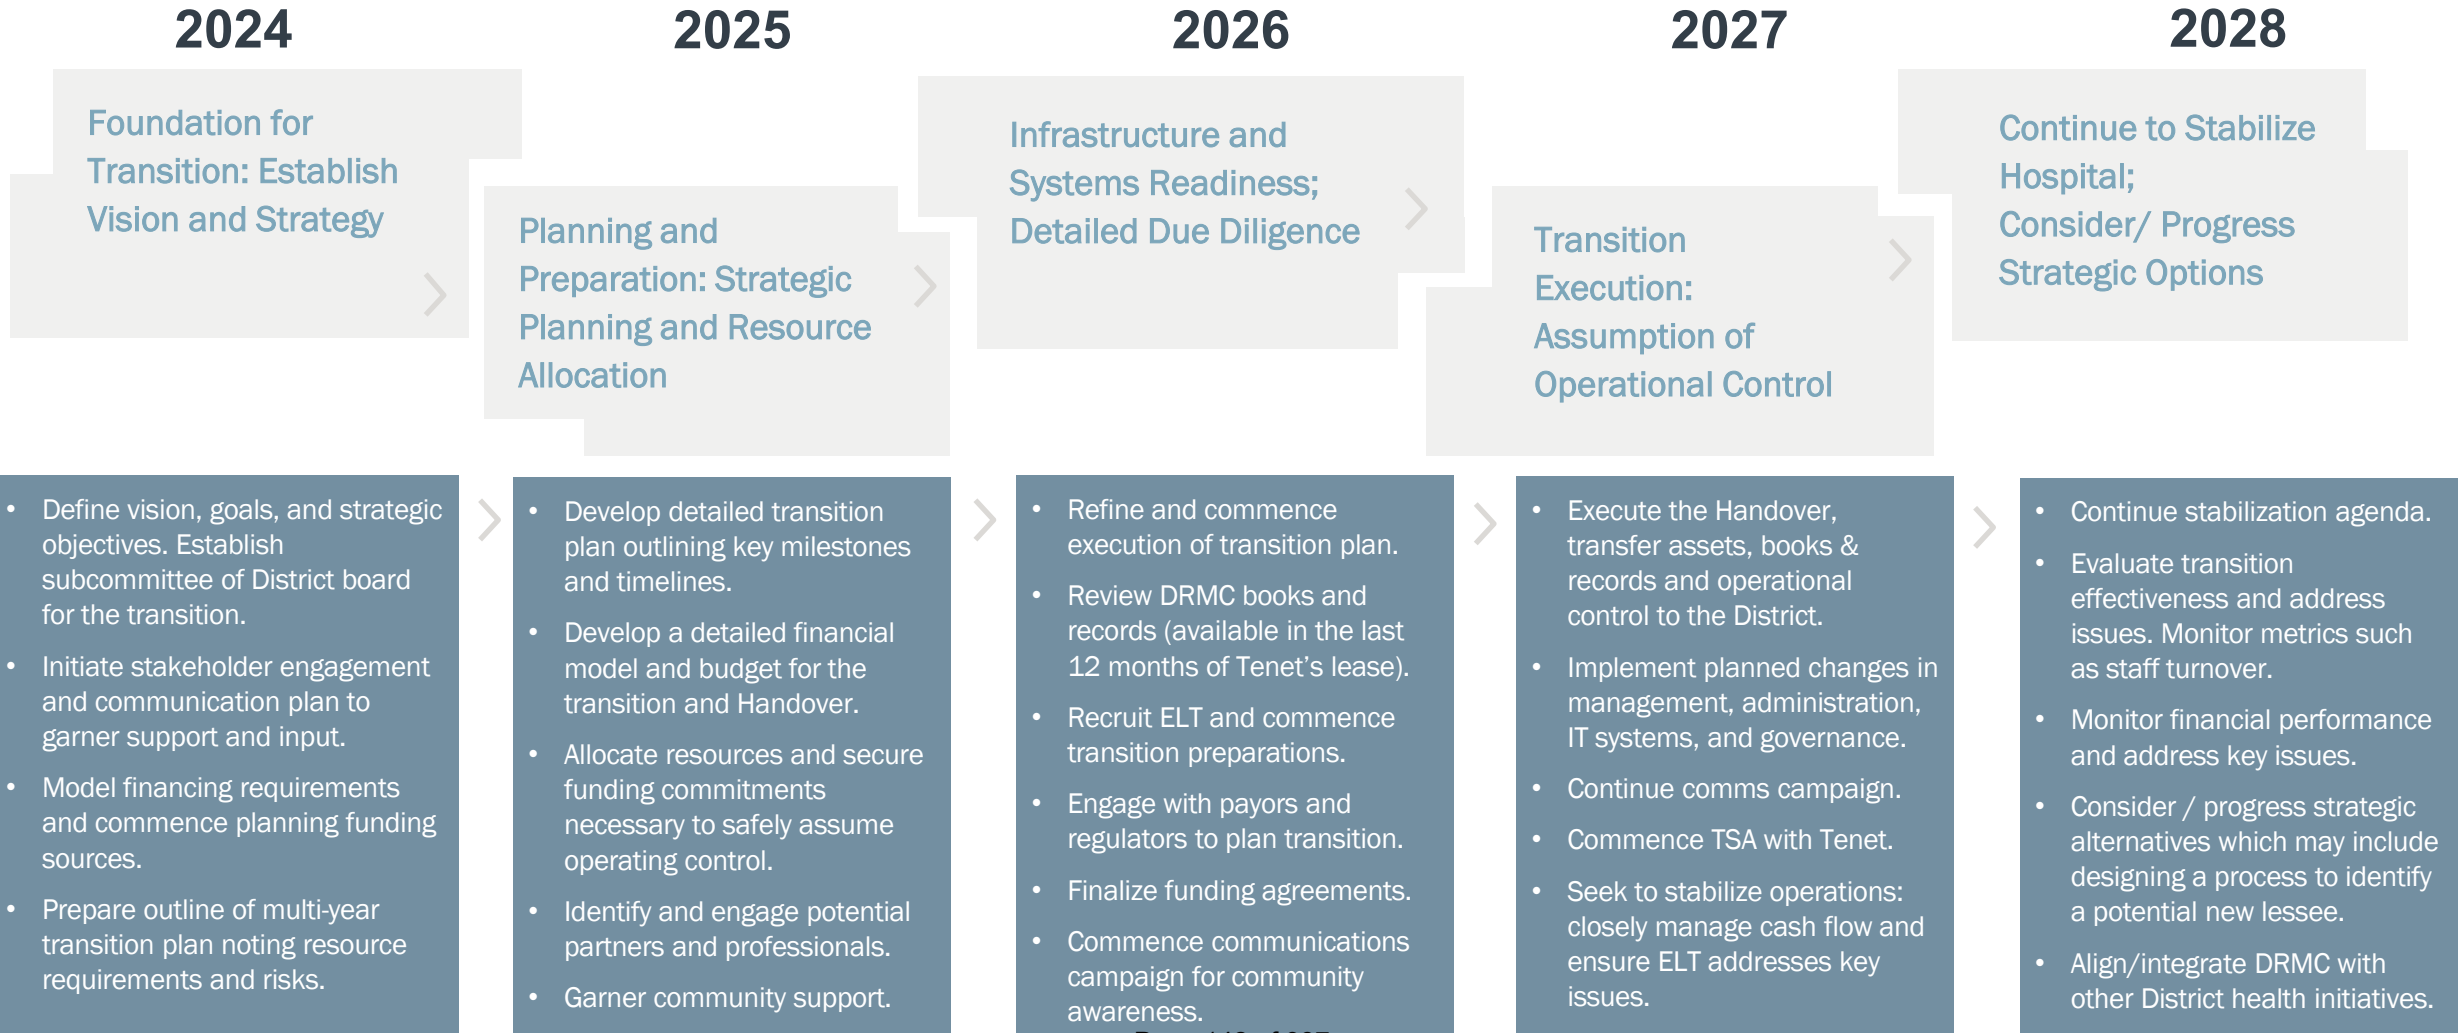 2024
Foundation for
Transition: Establish
Vision and Strategy
2025
Planning and
Preparation: Strategic
Planning and Resource
Allocation
2026
Infrastructure and
Systems Readiness;
Detailed Due Diligence
2027
Transition
Execution:
Assumption of
Operational Control
2028
Continue to Stabilize
Hospital;
Consider/ Progress
Strategic Options
• Define vision, goals, and strategic
objectives. Establish
subcommittee of District board
for the transition.
• Initiate stakeholder engagement
and communication plan to
garner support and input.
• Model financing requirements
and commence planning funding
sources.
• Prepare outline of multi-year
transition plan noting resource
requirements and risks.
• Develop detailed transition
plan outlining key milestones
and timelines.
• Develop a detailed financial
model and budget for the
transition and Handover.
• Allocate resources and secure
funding commitments
necessary to safely assume
operating control.
• Identify and engage potential
partners and professionals.
• Garner community support.
• Refine and commence
execution of transition plan.
• Review DRMC books and
records (available in the last
12 months of Tenet’s lease).
• Recruit ELT and commence
transition preparations.
• Engage with payors and
regulators to plan transition.
• Finalize funding agreements.
• Commence communications
campaign for community
awareness.
• Execute the Handover,
transfer assets, books &
records and operational
control to the District.
• Implement planned changes in
management, administration,
IT systems, and governance.
• Continue comms campaign.
• Commence TSA with Tenet.
• Seek to stabilize operations:
closely manage cash flow and
ensure ELT addresses key
issues.
• Continue stabilization agenda.
• Evaluate transition
effectiveness and address
issues. Monitor metrics such
as staff turnover.
• Monitor financial performance
and address key issues.
• Consider / progress strategic
alternatives which may include
designing a process to identify
a potential new lessee.
• Align/integrate DRMC with
other District health initiatives.